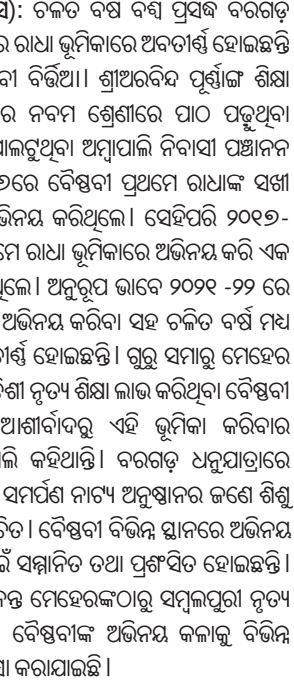 ସ): ଚଳିତ ବର୍ଷ ବିଶ୍ୱ ପ୍ରସିଦ୍ଧ ବରଗଡ଼
ରେ ରାଧା ଭୂମିକାରେ ଅବତୀର୍ଣ୍ଣ ହୋଇଛନ୍ତି
ବୀ ବିର୍ତ୍ତିଆ। ଶ୍ରୀଅରବିନ୍ଦ ପୂର୍ଣ୍ଣାଙ୍ଗ ଶିକ୍ଷା
ର ନବମ ଶ୍ରେଣୀରେ ପାଠ ପଢ଼ୁଥିବା
ପାଲଟୁଥିବା ଅମ୍ବାପାଲି ନିବାସୀ ପଞ୍ଚାନନ
୬ରେ ବୈଷ୍ଣବୀ ପ୍ରଥମେ ରାଧାଙ୍କ ସଖୀ
ଭିନୟ କରିଥିଲେ। ସେହିପରି ୨୦୧୭-
ମେ ରାଧା ଭୂମିକାରେ ଅଭିନୟ କରି ଏକ
ଥିଲେ। ଅନୁରୂପ ଭାବେ ୨୦୨୧ -୨୨ ରେ
ଅଭିନୟ କରିବା ସହ ଚଳିତ ବର୍ଷ ମଧ୍ୟ
ତୀର୍ଣ୍ଣ ହୋଇଛନ୍ତି। ଗୁରୁ ସମାରୁ ମେହେର
ଡିଶୀ ନୃତ୍ୟ ଶିକ୍ଷା ଲାଭ କରିଥିବା ବୈଷ୍ଣବୀ
ଆଶୀର୍ବାଦରୁ ଏହି ଭୂମିକା କରିବାର
ାଲି କହିଥାନ୍ତି। ବରଗଡ଼ ଧନୁଯାତ୍ରାରେ
ସମର୍ପଣ ନାଟ୍ୟ ଅନୁଷ୍ଠାନର ଜଣେ ଶିଶୁ
ଚିତ। ବୈଷ୍ଣବୀ ବିଭିନ୍ନ ସ୍ଥାନରେ ଅଭିନୟ
ଇଁ ସମ୍ମାନିତ ତଥା ପ୍ରଶଂସିତ ହୋଇଛନ୍ତି।
ନନ୍ତ ମେହେରଙ୍କଠାରୁ ସମ୍ବଲପୁରୀ ନୃତ୍ୟ
ବୈଷ୍ଣବୀଙ୍କ ଅଭିନୟ କଳାକୁ ବିଭିନ୍ନ
ସା କରାଯାଇଛି।